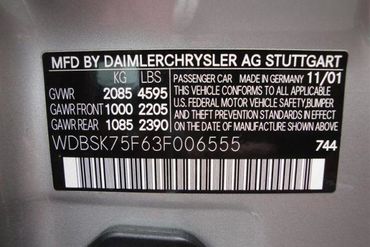 MFD BY DAIMLERCHRYSLER AG STUTTGART
KG LBS PASSENGER CAR MADE IN GERMANY 11/01
GVWR 2085 4595 THIS VEHICLE CONFORMS TO ALL APPLICABLE
GAWR FRONT 1000 2205 U.S. FEDERAL MOTOR VEHICLE SAFETY, BUMPER
GAWR REAR 1085 2390 AND THEFT PREVENTION STANDARDS IN EFFECT
ON THE DATE OF MANUFACTURE SHOWN ABOVE
WDBSK75F63F006555 744